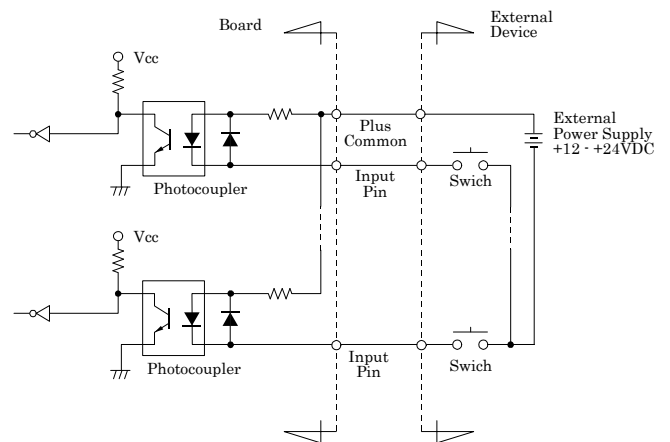 Board
External
Device
Vcc
Plus
Common
External
Power Supply
+12 - +24VDC
Input
Pin
Swich
Photocoupler
Vcc
Input
Pin
Swich
Photocoupler